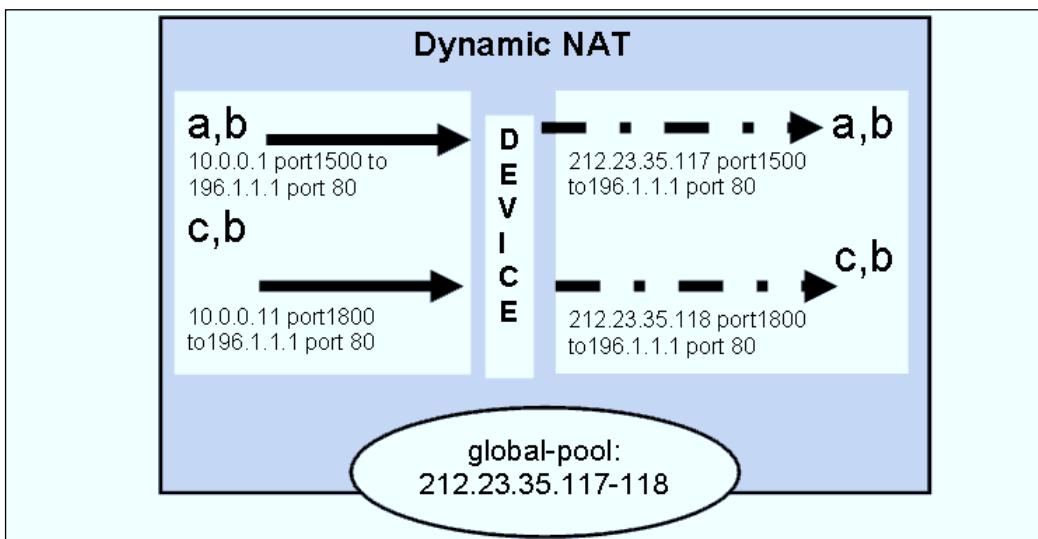 Dynamic NAT
a,b
10.0.0.1 port1500 to
196.1.1.1 port 80
c,b
10.0.0.11 port1800
to196.1.1.1 port 80
D
E
V
I
C
E
a,b
212.23.35.117 port1500
to196.1.1.1 port 80
c,b
212.23.35.118 port1800
to196.1.1.1 port 80
global-pool:
212.23.35.117-118